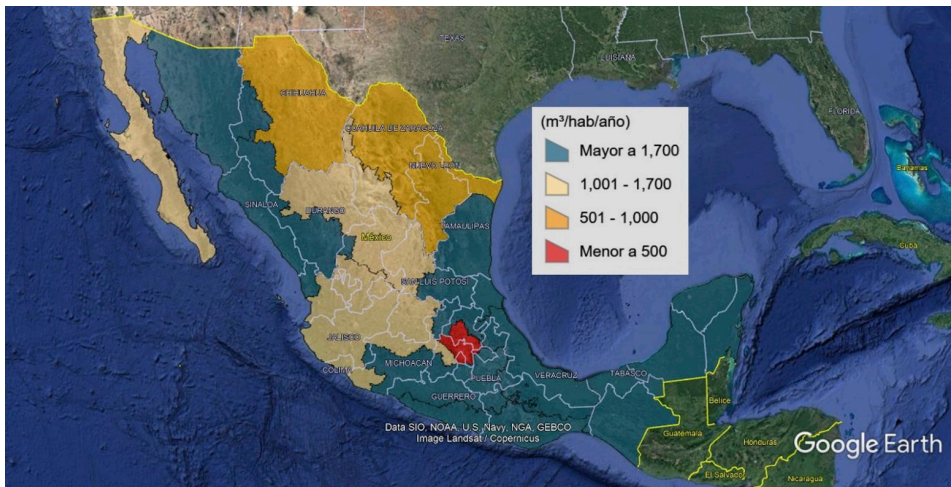 TEXAS
LUISIANA
FLORIDA
CHIHUAHUA
COAHUILA DE ZARAGOZA
NUEVO LEÓN
(m³/hab/año)
Mayor a 1,700
1,001 - 1,700
501 - 1,000
Menor a 500
Bahamas
SINALOA
DURANGO
México
TAMAULIPAS
Cuba
SAN LUIS POTOSÍ
JALISCO
COLIMA
MICHOACÁN
PUEBLA
VERACRUZ
TABASCO
GUERRERO
Belice
Guatemala
Honduras
El Salvador
Nicaragua
Data SIO, NOAA, U.S. Navy, NGA, GEBCO
Image Landsat / Copernicus
Google Earth